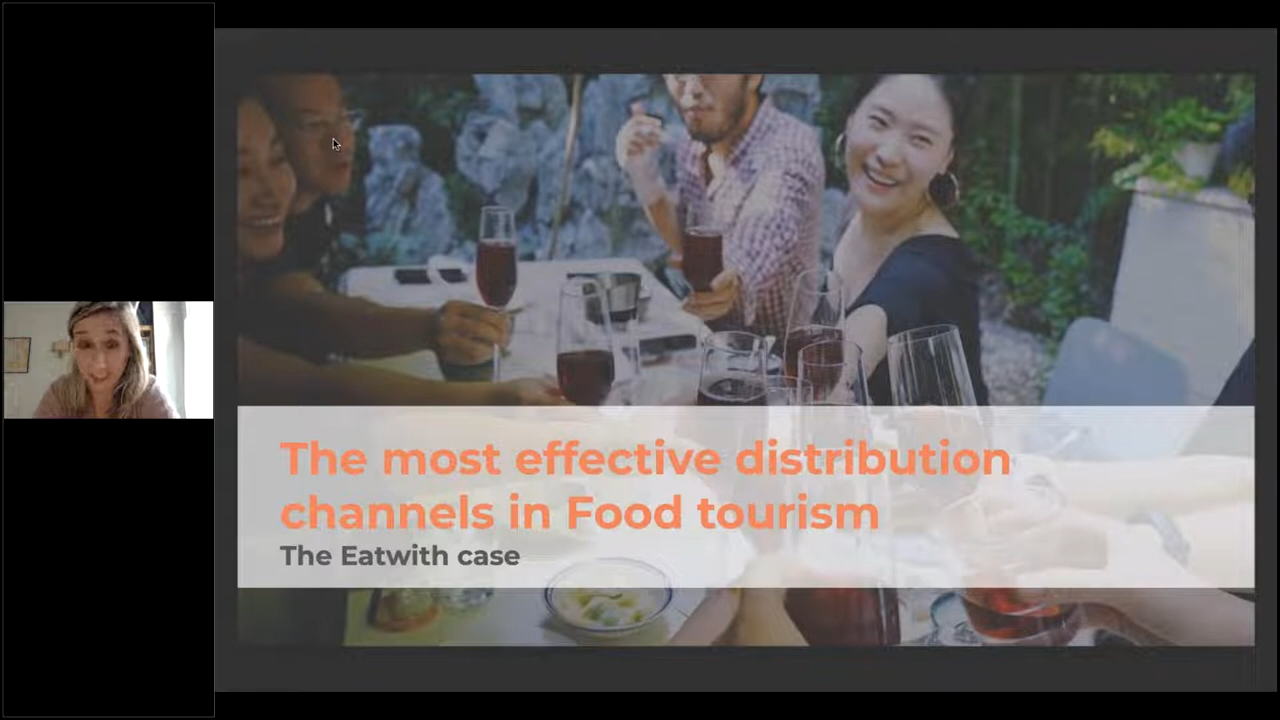 The most effective distribution
channels in Food tourism
The Eatwith case